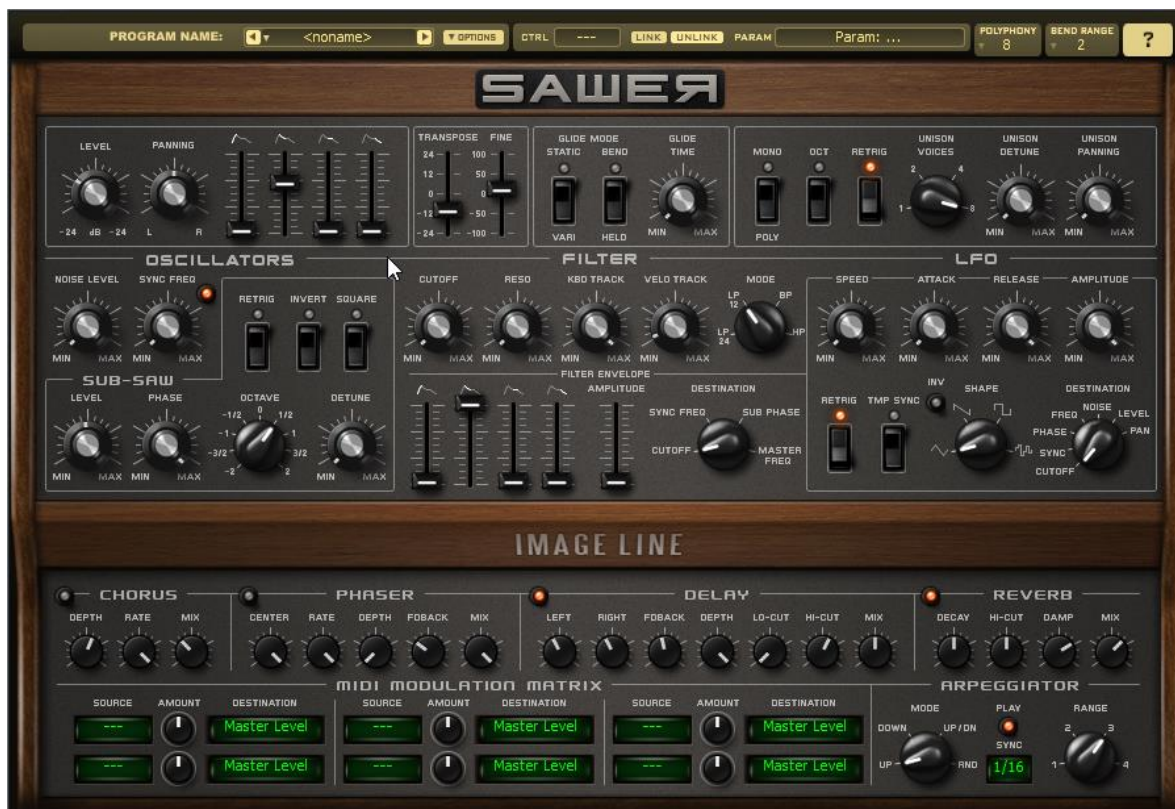 PROGRAM NAME: <noname> OPTIONS CTRL --- LINK UNLINK PARAM Param: ... POLYPHONY 8 BEND RANGE 2 ?
SAWER
LEVEL PANNING
-24 dB -24 L R
TRANSPOSE FINE
24 100
12 50
0 0
-12 -50
-24 -100
GLIDE MODE GLIDE TIME
STATIC BEND
VARI HELD MIN MAX
MONO OCT RETRIG
POLY
UNISON VOICES UNISON DETUNE UNISON PANNING
1 2 4 8 MIN MAX MIN MAX
OSCILLATORS
NOISE LEVEL SYNC FREQ
MIN MAX MIN MAX
RETRIG INVERT SQUARE
SUB-SAW
LEVEL PHASE OCTAVE DETUNE
-2 -3/2 -1 -1/2 0 1/2 1 3/2 2
MIN MAX MIN MAX MIN MAX
FILTER
CUTOFF RESO KBD TRACK VELO TRACK MODE
MIN MAX MIN MAX MIN MAX MIN MAX
LP 24 LP 12 BP HP
FILTER ENVELOPE
AMPLITUDE DESTINATION
SYNC FREQ SUB PHASE
CUTOFF MASTER FREQ
LFO
SPEED ATTACK RELEASE AMPLITUDE
MIN MAX MIN MAX MIN MAX MIN MAX
RETRIG TMP SYNC INV SHAPE DESTINATION
CUTOFF SYNC PHASE FREQ NOISE LEVEL PAN
IMAGE LINE
CHORUS
DEPTH RATE MIX
PHASER
CENTER RATE DEPTH FDBACK MIX
DELAY
LEFT RIGHT FDBACK DEPTH LO-CUT HI-CUT MIX
REVERB
DECAY HI-CUT DAMP MIX
MIDI MODULATION MATRIX
SOURCE AMOUNT DESTINATION SOURCE AMOUNT DESTINATION SOURCE AMOUNT DESTINATION
--- Master Level --- Master Level --- Master Level
--- Master Level --- Master Level --- Master Level
ARPEGGIATOR
MODE PLAY RANGE
DOWN UP/DN SYNC 2 3
UP RND 1/16 1 4